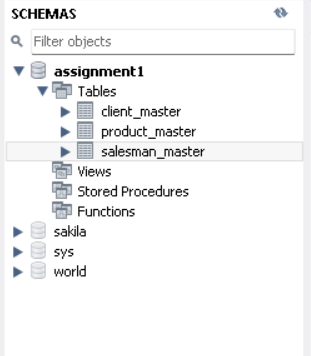 SCHEMAS
Filter objects
assignment1
Tables
client_master
product_master
salesman_master
Views
Stored Procedures
Functions
sakila
sys
world